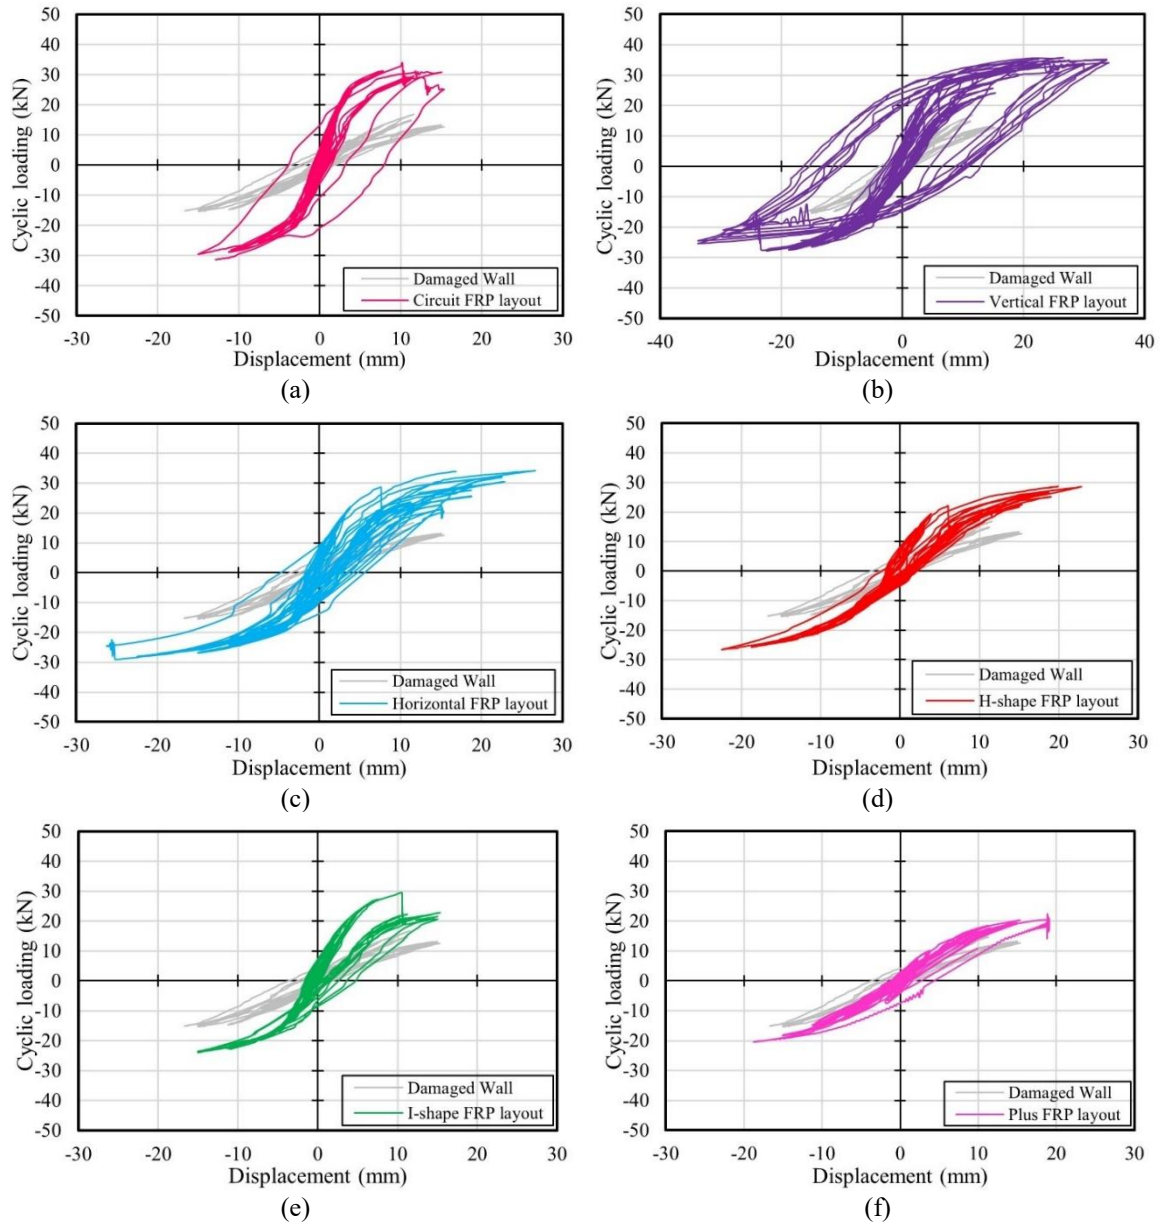 50
40
30
20
10
0
-10
-20
-30
-40
-50
-30 -20 -10 0 10 20 30
Cyclic loading (kN)
Displacement (mm)
Damaged Wall
Circuit FRP layout
(a)
50
40
30
20
10
0
-10
-20
-30
-40
-50
-40 -20 0 20 40
Cyclic loading (kN)
Displacement (mm)
Damaged Wall
Vertical FRP layout
(b)
50
40
30
20
10
0
-10
-20
-30
-40
-50
-30 -20 -10 0 10 20 30
Cyclic loading (kN)
Displacement (mm)
Damaged Wall
Horizontal FRP layout
(c)
50
40
30
20
10
0
-10
-20
-30
-40
-50
-30 -20 -10 0 10 20 30
Cyclic loading (kN)
Displacement (mm)
Damaged Wall
H-shape FRP layout
(d)
50
40
30
20
10
0
-10
-20
-30
-40
-50
-30 -20 -10 0 10 20 30
Cyclic loading (kN)
Displacement (mm)
Damaged Wall
I-shape FRP layout
(e)
50
40
30
20
10
0
-10
-20
-30
-40
-50
-30 -20 -10 0 10 20 30
Cyclic loading (kN)
Displacement (mm)
Damaged Wall
Plus FRP layout
(f)